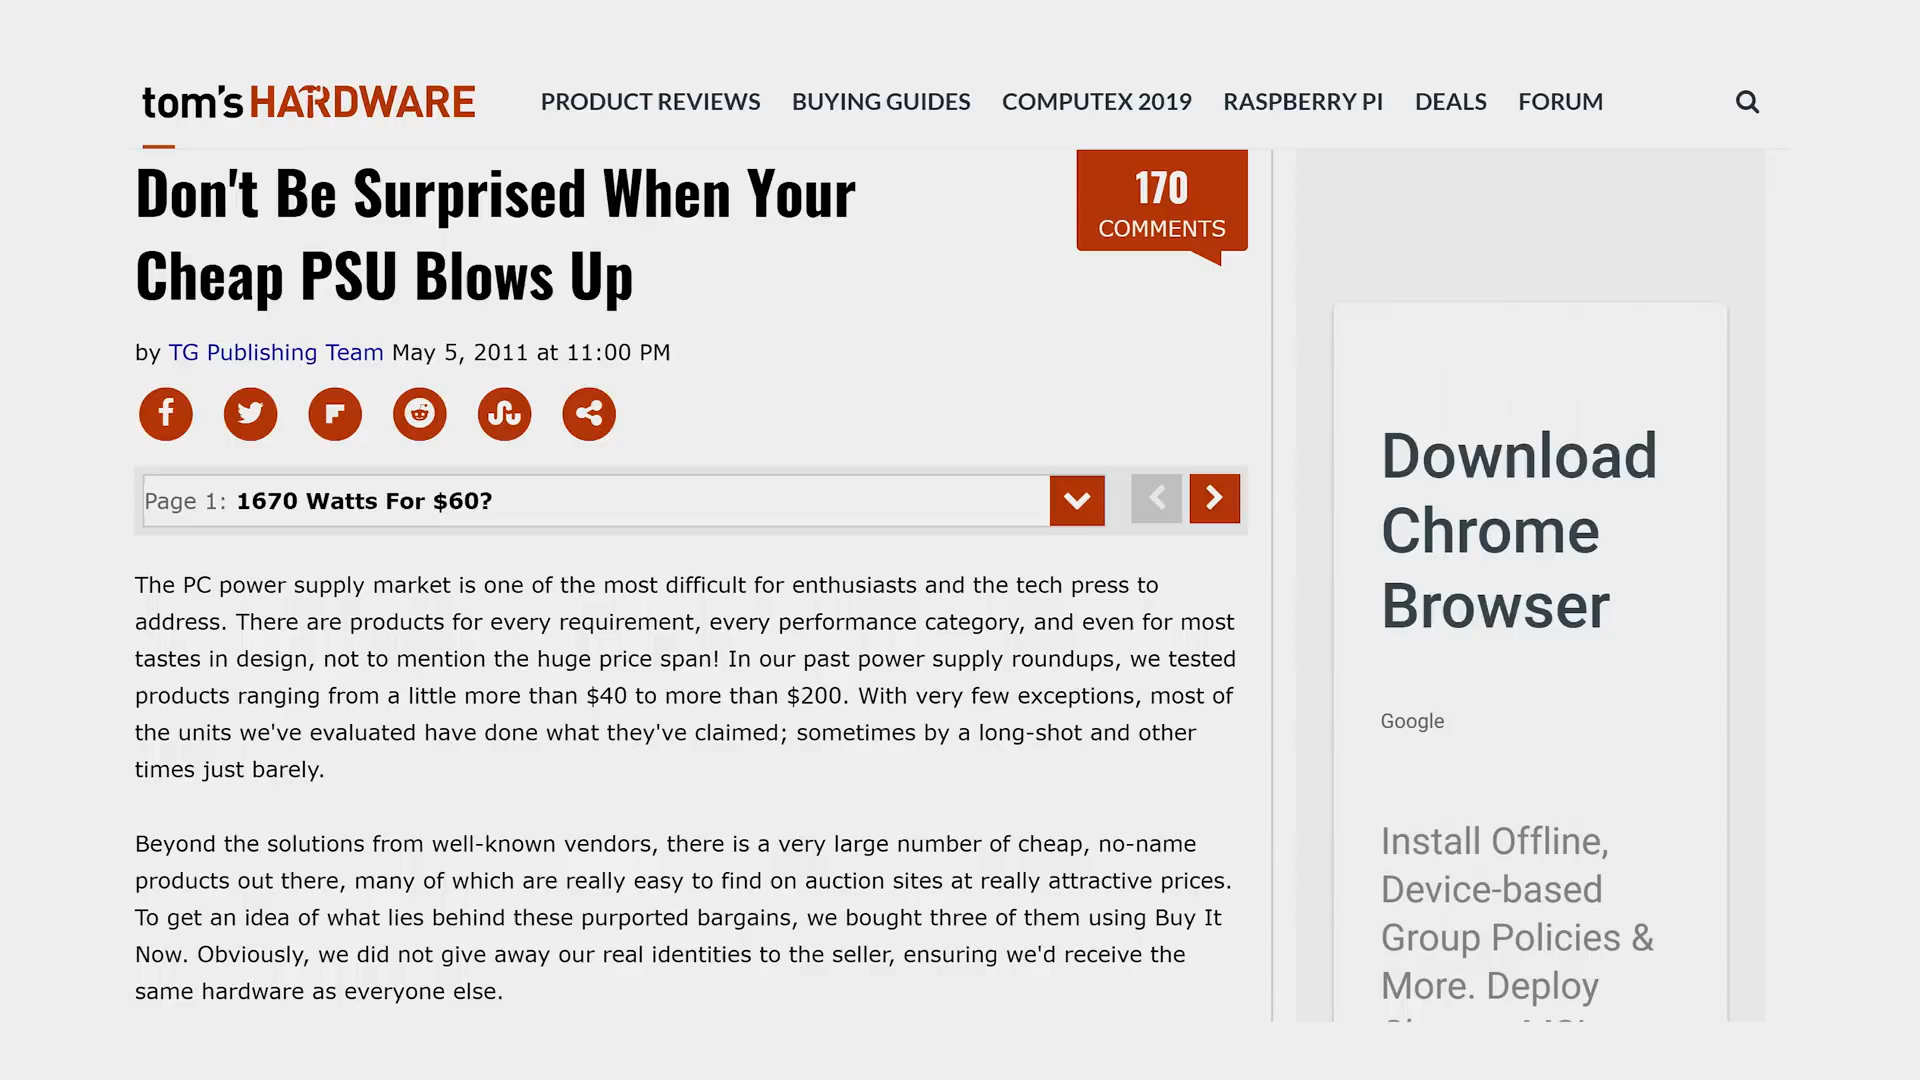 tom's HARDWARE
PRODUCT REVIEWS
BUYING GUIDES
COMPUTEX 2019
RASPBERRY PI
DEALS
FORUM
Don't Be Surprised When Your
Cheap PSU Blows Up
170
COMMENTS
by TG Publishing Team May 5, 2011 at 11:00 PM
Page 1: 1670 Watts For $60?
The PC power supply market is one of the most difficult for enthusiasts and the tech press to
address. There are products for every requirement, every performance category, and even for most
tastes in design, not to mention the huge price span! In our past power supply roundups, we tested
products ranging from a little more than $40 to more than $200. With very few exceptions, most of
the units we've evaluated have done what they've claimed; sometimes by a long-shot and other
times just barely.
Beyond the solutions from well-known vendors, there is a very large number of cheap, no-name
products out there, many of which are really easy to find on auction sites at really attractive prices.
To get an idea of what lies behind these purported bargains, we bought three of them using Buy It
Now. Obviously, we did not give away our real identities to the seller, ensuring we'd receive the
same hardware as everyone else.
Download
Chrome
Browser
Google
Install Offline,
Device-based
Group Policies &
More. Deploy